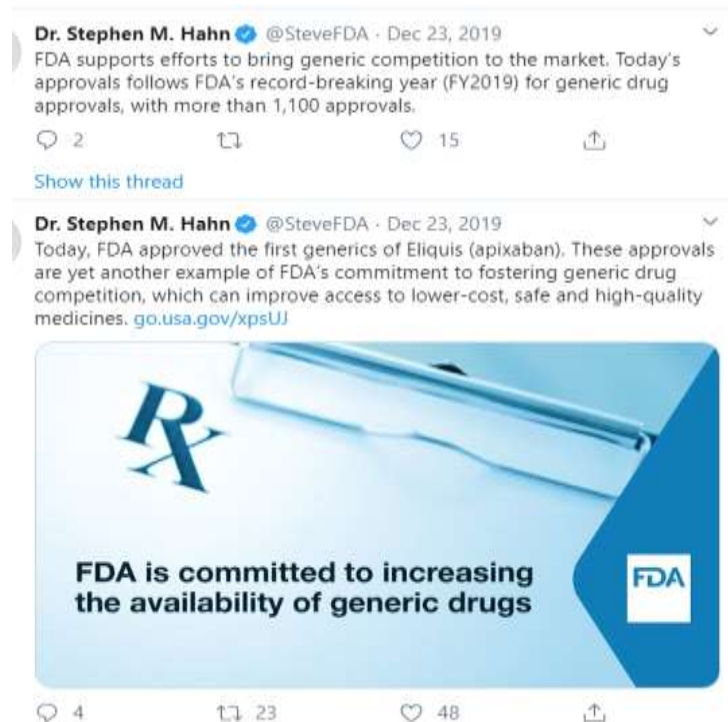 Dr. Stephen M. Hahn @SteveFDA · Dec 23, 2019
FDA supports efforts to bring generic competition to the market. Today's
approvals follows FDA's record-breaking year (FY2019) for generic drug
approvals, with more than 1,100 approvals.
2 15
Show this thread
Dr. Stephen M. Hahn @SteveFDA · Dec 23, 2019
Today, FDA approved the first generics of Eliquis (apixaban). These approvals
are yet another example of FDA's commitment to fostering generic drug
competition, which can improve access to lower-cost, safe and high-quality
medicines. go.usa.gov/xpsUJ
Rx
FDA is committed to increasing
the availability of generic drugs
FDA
4 23 48